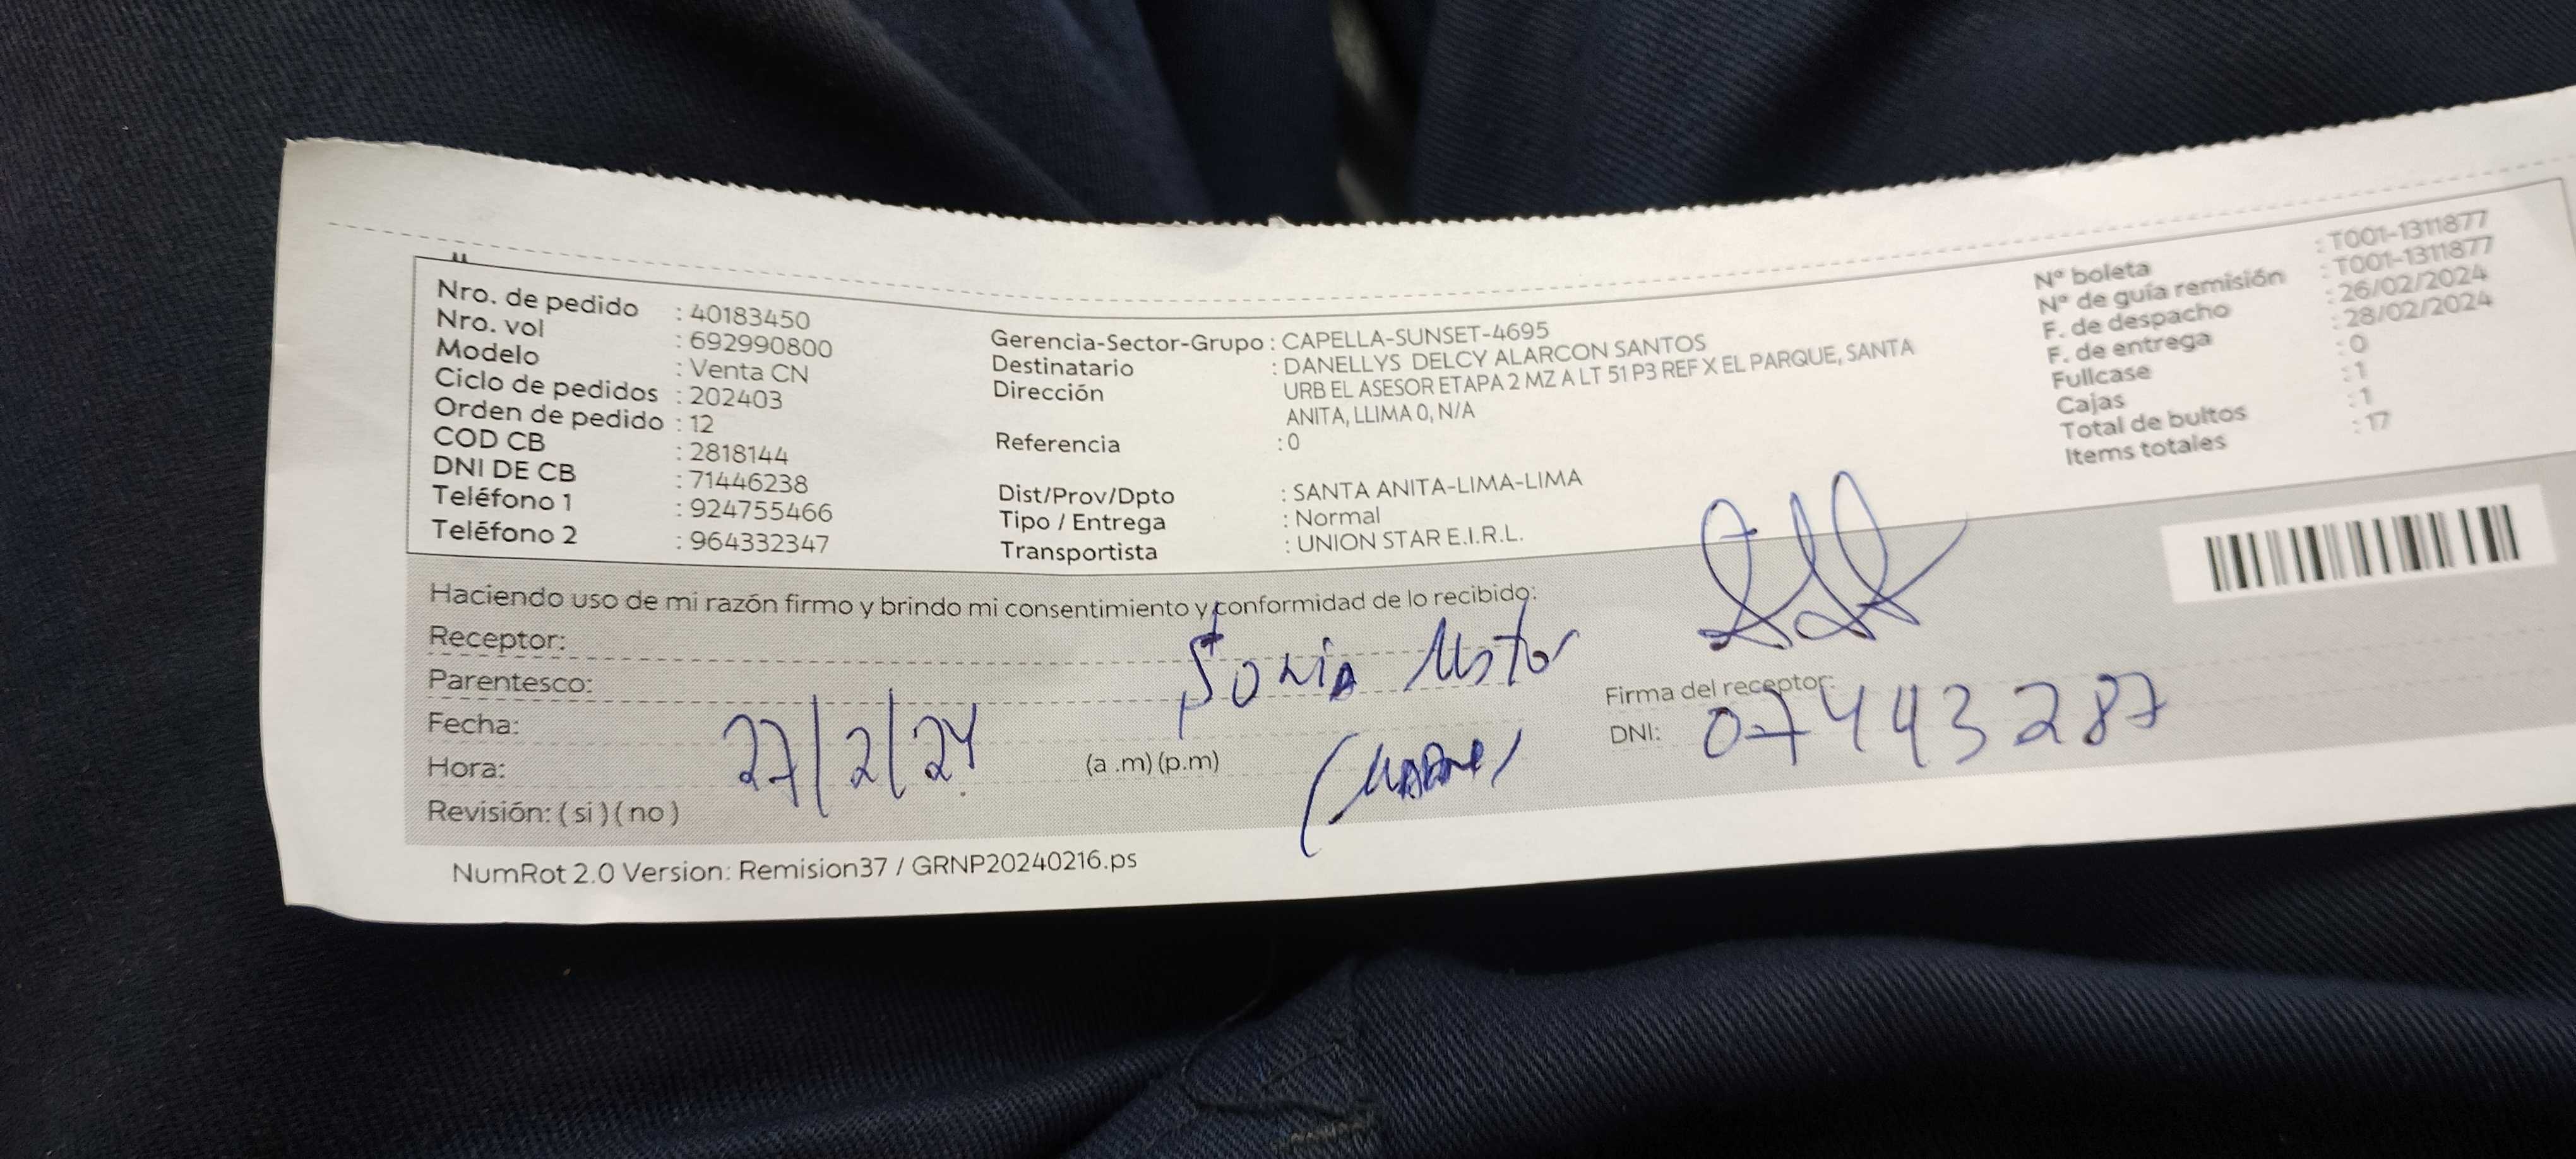 Nro. de pedido : 40183450
Nro. vol : 692990800
Modelo : Venta CN
Ciclo de pedidos : 202403
Orden de pedido : 12
COD CB : 2818144
DNI DE CB : 71446238
Teléfono 1 : 924755466
Teléfono 2 : 964332347
Gerencia-Sector-Grupo : CAPELLA-SUNSET-4695
Destinatario : DANELLYS DELCY ALARCON SANTOS
Dirección : URB EL ASESOR ETAPA 2 MZ A LT 51 P3 REF X EL PARQUE, SANTA
ANITA, LLIMA 0, N/A
Referencia : 0
Dist/Prov/Dpto : SANTA ANITA-LIMA-LIMA
Tipo / Entrega : Normal
Transportista : UNION STAR E.I.R.L.
N° boleta : T001-1311877
N° de guía remisión : T001-1311877
F. de despacho : 26/02/2024
F. de entrega : 28/02/2024
Fullcase : 0
Cajas : 1
Total de bultos : 1
Items totales : 17
Haciendo uso de mi razón firmo y brindo mi consentimiento y conformidad de lo recibido:
Receptor: Sonia
Parentesco:
Fecha: 27/2/24
Hora: (a .m) (p.m)
Revisión: ( si ) ( no )
Firma del receptor:
DNI: 07443287
NumRot 2.0 Version: Remision37 / GRNP20240216.ps